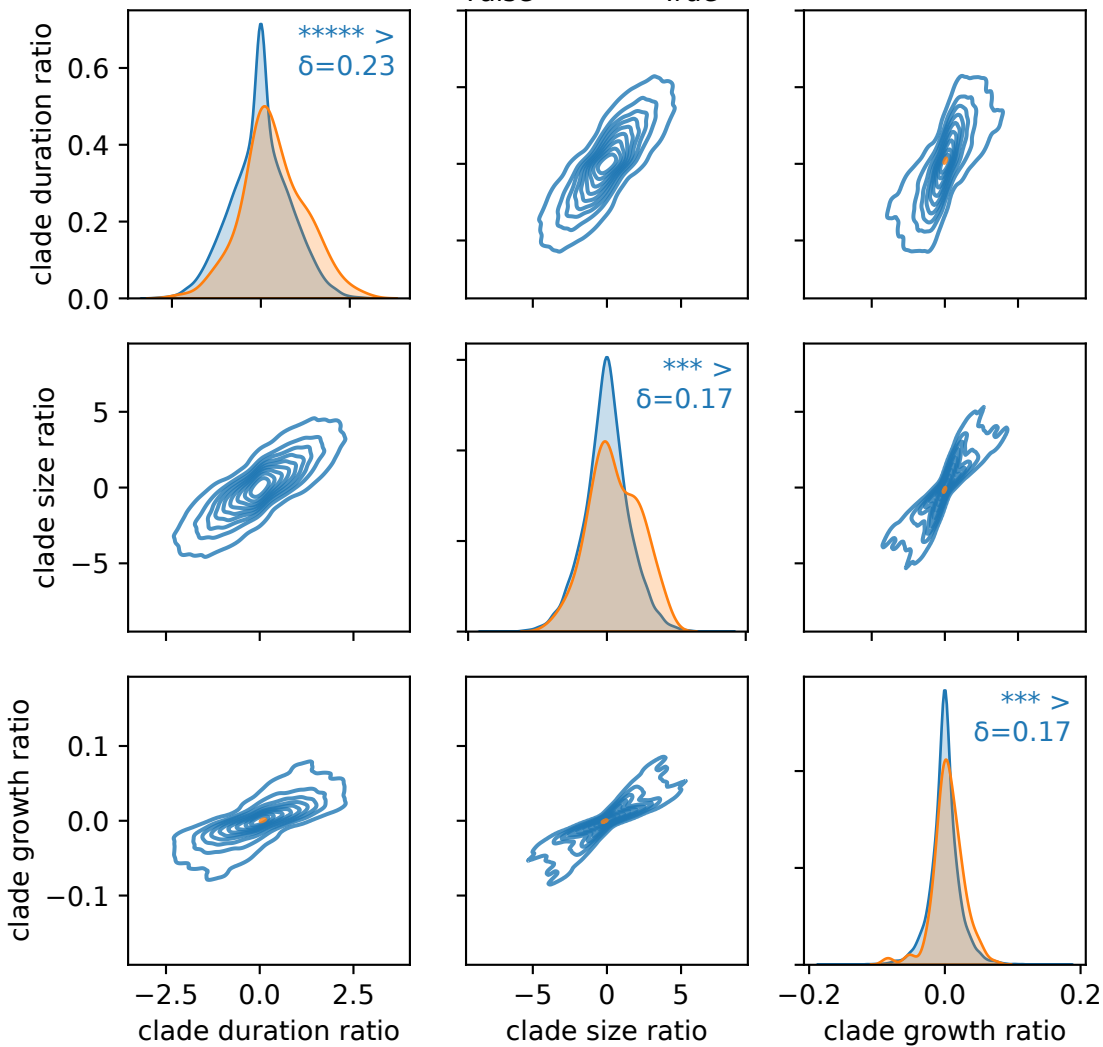 ***** >
δ=0.23
clade duration ratio
0.6
0.4
0.2
0.0
*** >
δ=0.17
clade size ratio
5
0
−5
*** >
δ=0.17
clade growth ratio
0.1
0.0
−0.1
−2.5 0.0 2.5
−5 0 5
−0.2 0.0 0.2
clade duration ratio
clade size ratio
clade growth ratio